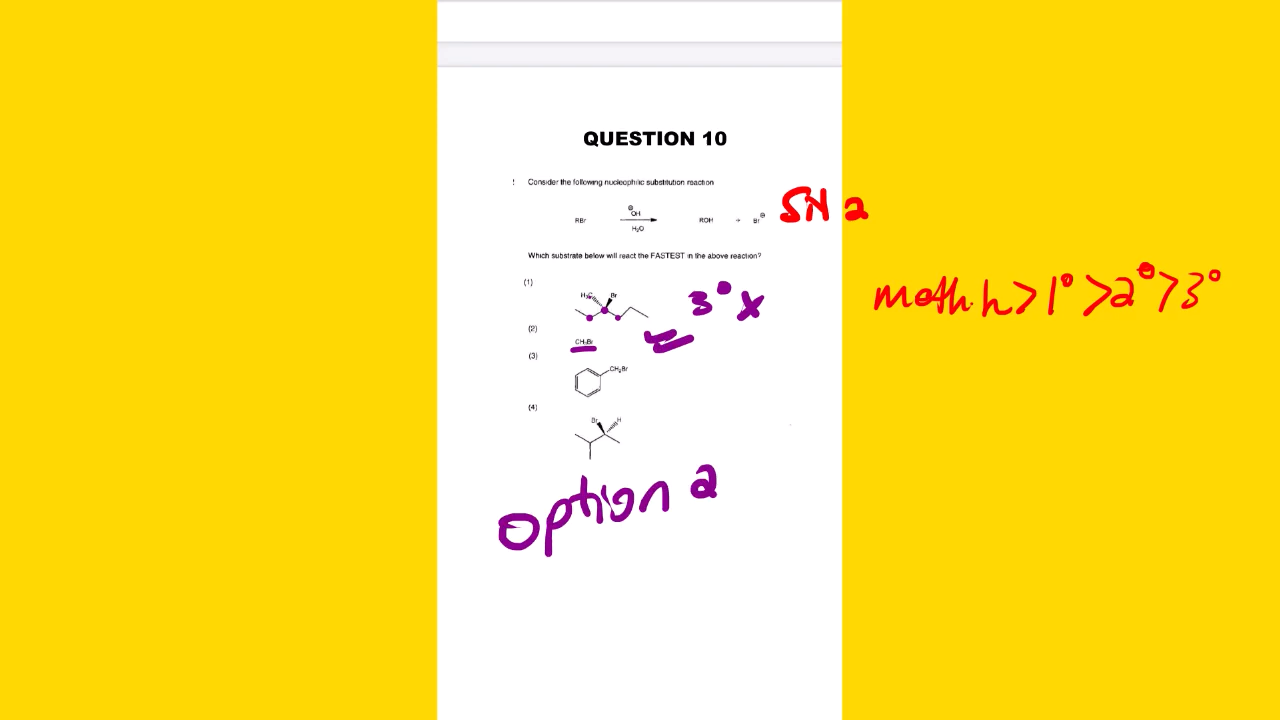 QUESTION 10
! Consider the following nucleophilic substitution reaction
RBr ⊖OH H₂O ROH + Br⊖
SN2
Which substrate below will react the FASTEST in the above reaction?
meth.h > 1° > 2° > 3°
(1)
H₃C Br
3° X
(2)
CH₃Br
(3)
CH₂Br
(4)
Br H
option 2